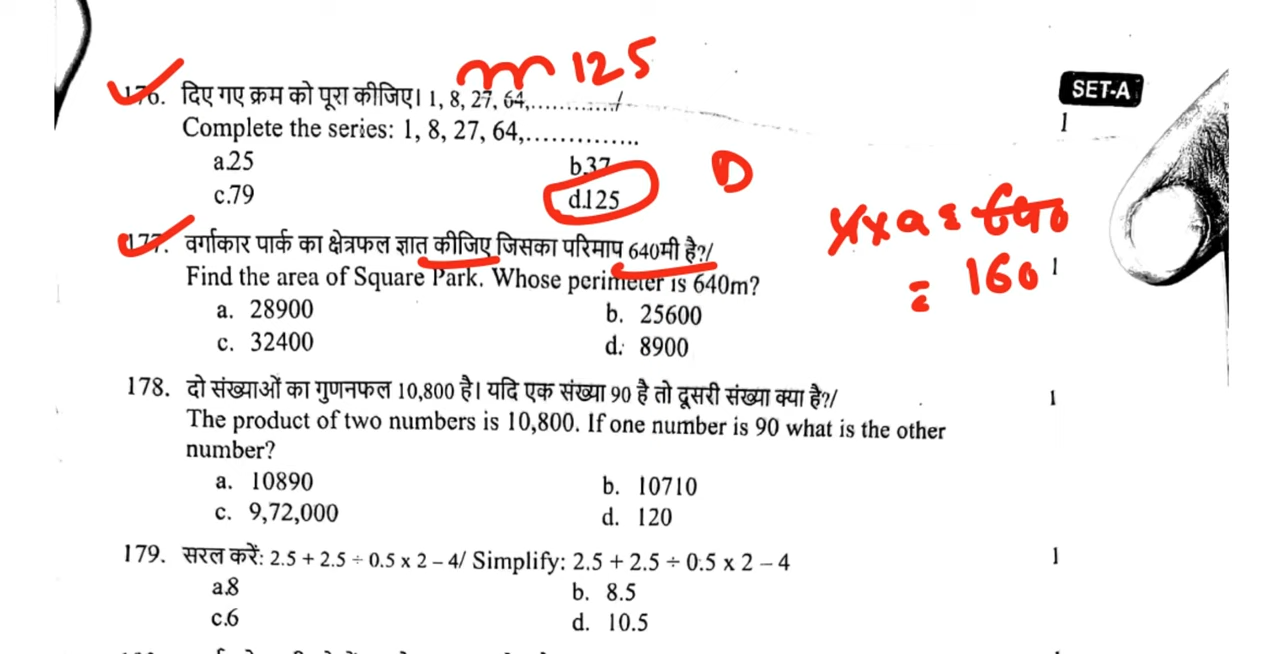 125
176. दिए गए क्रम को पूरा कीजिए। 1, 8, 27, 64,…………/
SET-A
Complete the series: 1, 8, 27, 64,…………..
1
a.25 b.37
c.79 d.125
D
4 x a = 640
177. वर्गाकार पार्क का क्षेत्रफल ज्ञात कीजिए जिसका परिमाप 640मी है?/
= 160
1
Find the area of Square Park. Whose perimeter is 640m?
a. 28900 b. 25600
c. 32400 d. 8900
178. दो संख्याओं का गुणनफल 10,800 है। यदि एक संख्या 90 है तो दूसरी संख्या क्या है?/ 1
The product of two numbers is 10,800. If one number is 90 what is the other
number?
a. 10890 b. 10710
c. 9,72,000 d. 120
179. सरल करें: 2.5 + 2.5 ÷ 0.5 x 2 – 4/ Simplify: 2.5 + 2.5 ÷ 0.5 x 2 – 4 1
a.8 b. 8.5
c.6 d. 10.5